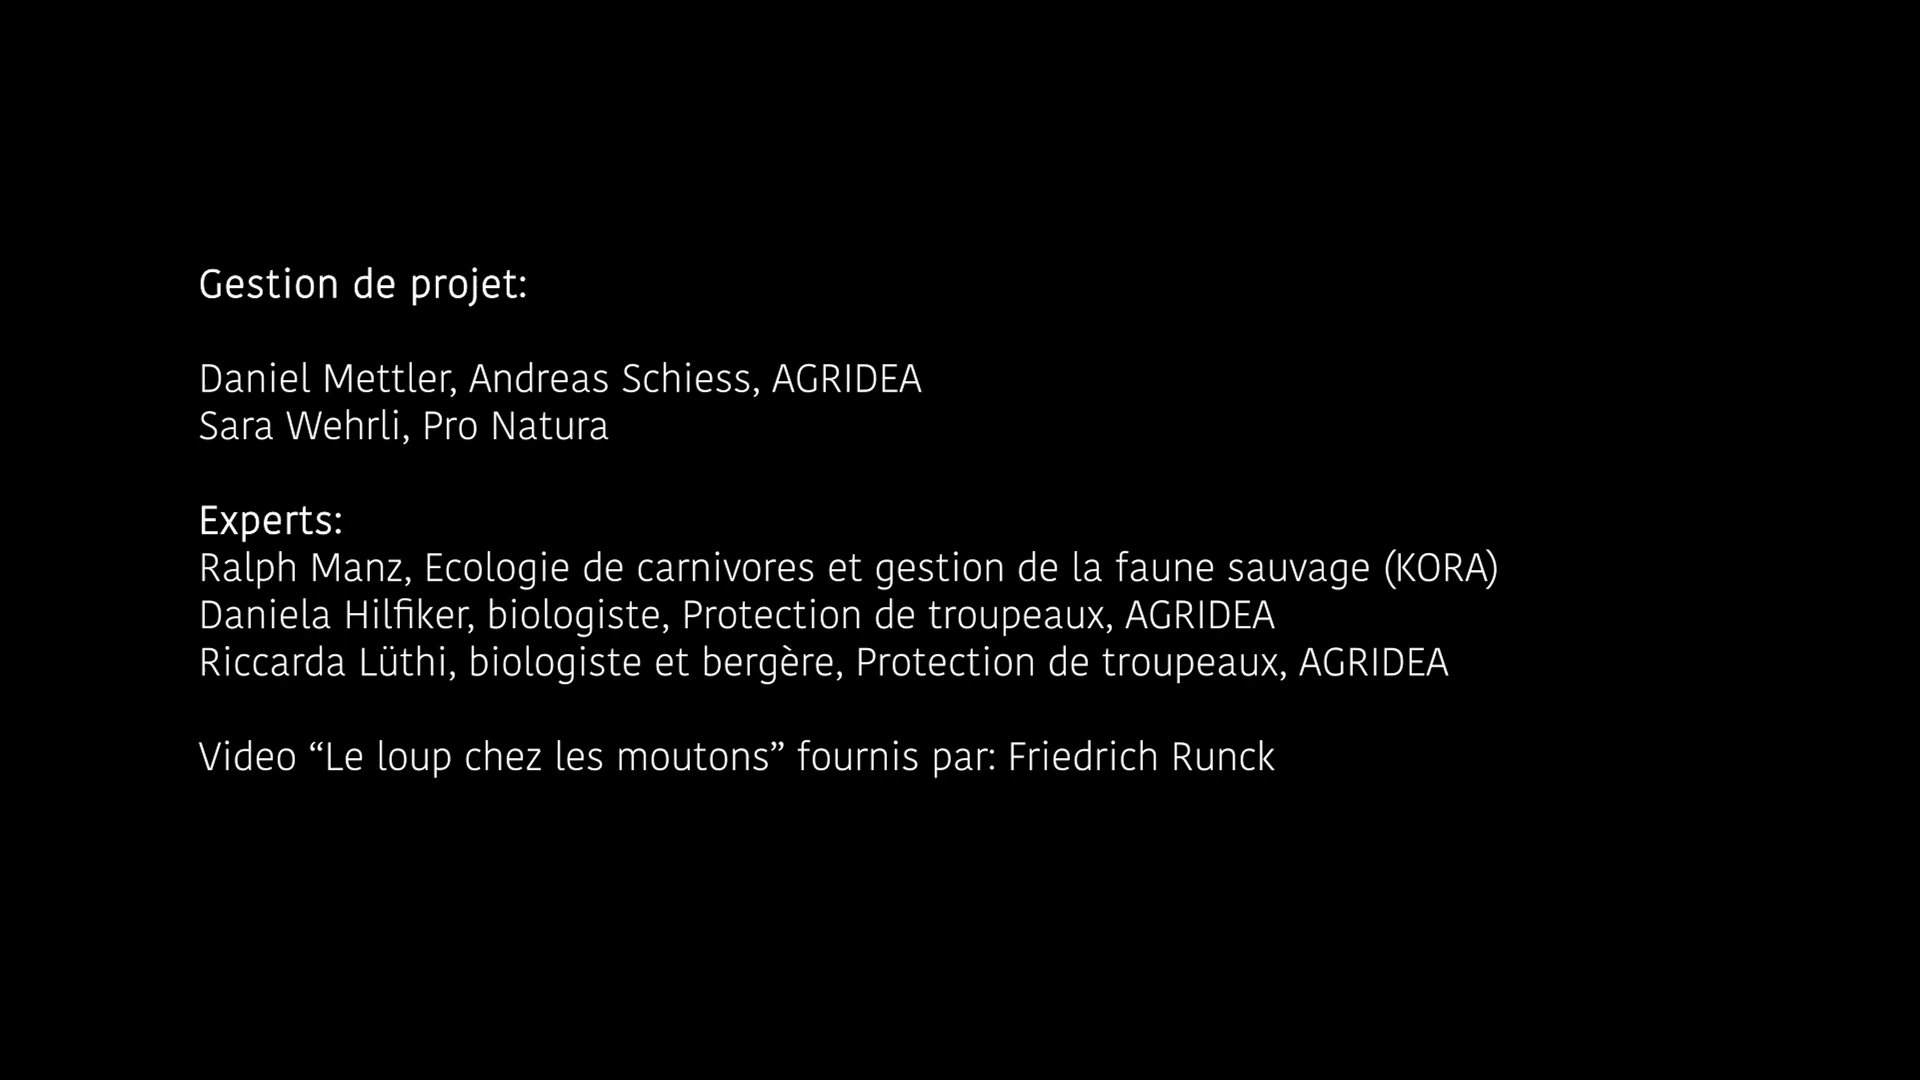 Gestion de projet:
Daniel Mettler, Andreas Schiess, AGRIDEA
Sara Wehrli, Pro Natura
Experts:
Ralph Manz, Ecologie de carnivores et gestion de la faune sauvage (KORA)
Daniela Hilfiker, biologiste, Protection de troupeaux, AGRIDEA
Riccarda Lüthi, biologiste et bergère, Protection de troupeaux, AGRIDEA
Video “Le loup chez les moutons” fournis par: Friedrich Runck